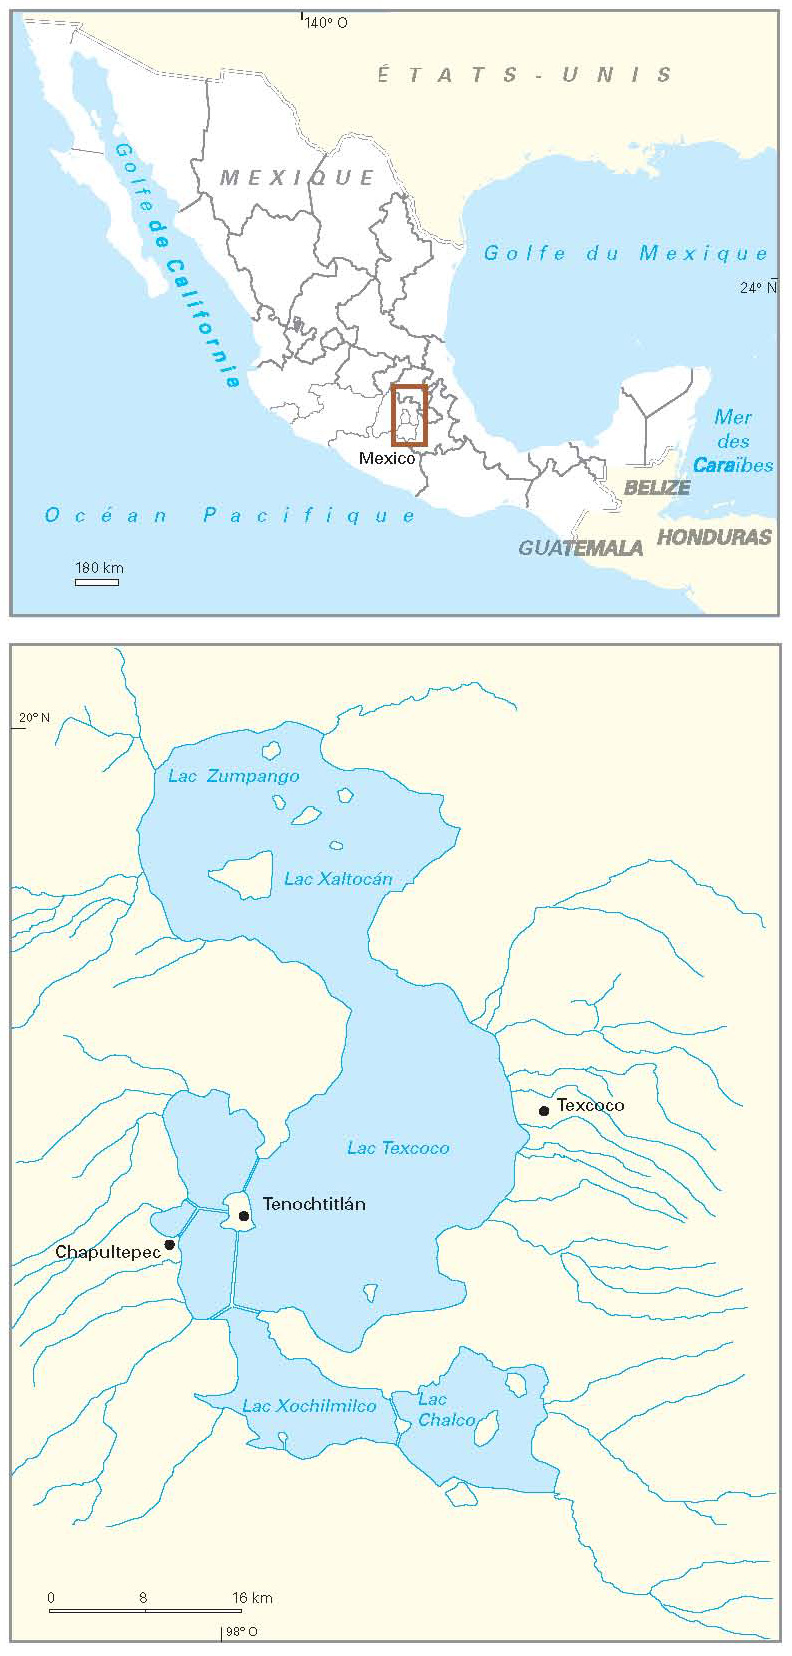 140° O
ÉTATS-UNIS
MEXIQUE
Golfe de Californie
Golfe du Mexique
24° N
Mer
des
Caraïbes
Mexico
BELIZE
Océan Pacifique
HONDURAS
GUATEMALA
180 km
20° N
Lac Zumpango
Lac Xaltocán
Texcoco
Lac Texcoco
Tenochtitlán
Chapultepec
Lac
Chalco
Lac Xochilmilco
0 8 16 km
98° O